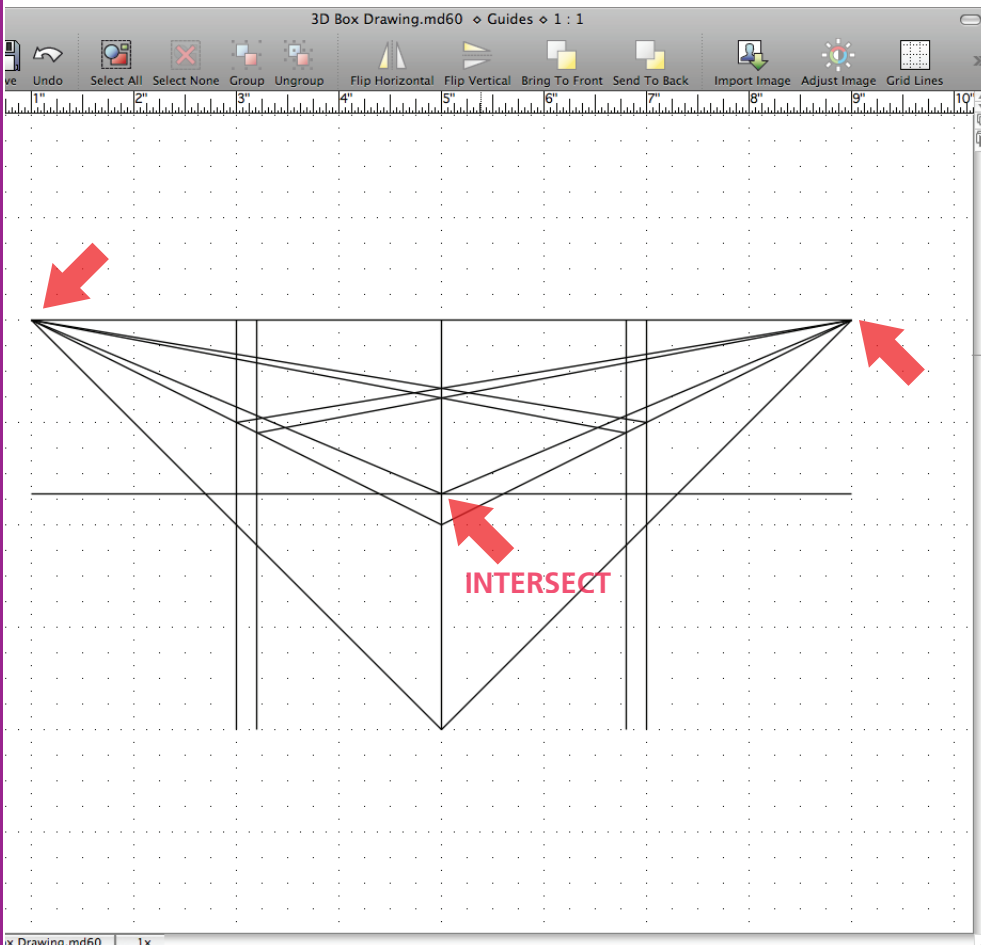 3D Box Drawing.md60 ⋄ Guides ⋄ 1 : 1
ve Undo Select All Select None Group Ungroup Flip Horizontal Flip Vertical Bring To Front Send To Back Import Image Adjust Image Grid Lines
1" 2" 3" 4" 5" 6" 7" 8" 9" 10"
INTERSECT
ox Drawing.md60 1x